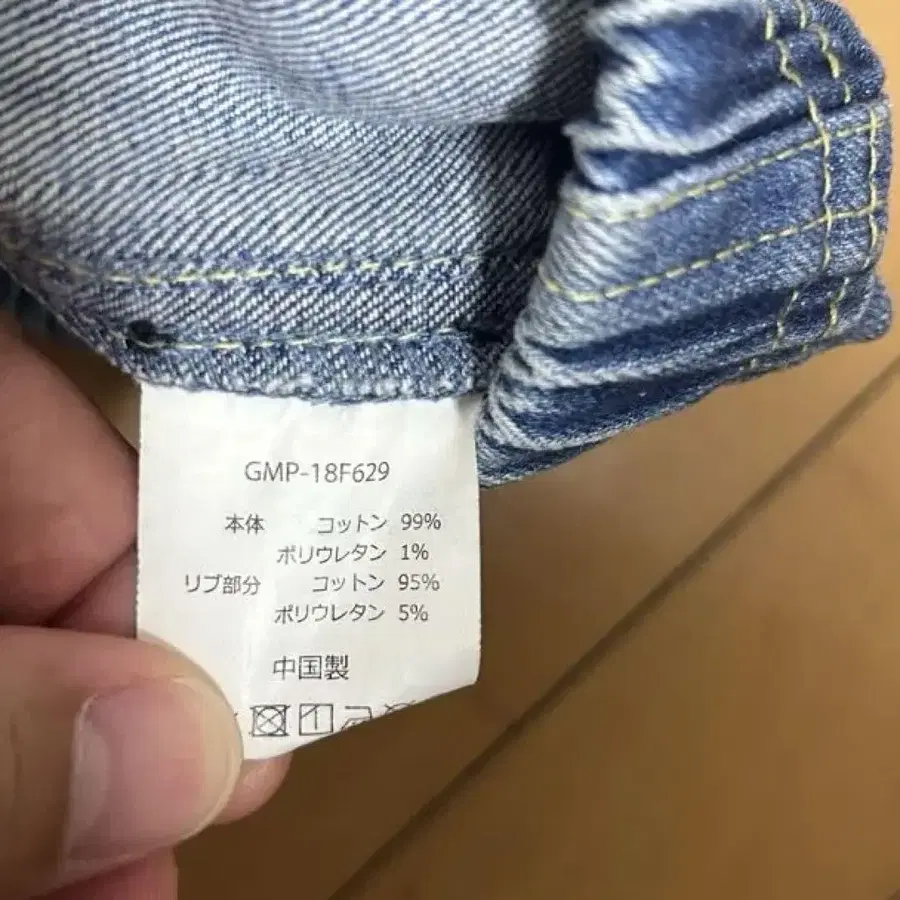 GMP-18F629
本体 コットン 99%
ポリウレタン 1%
リブ部分 コットン 95%
ポリウレタン 5%
中国製